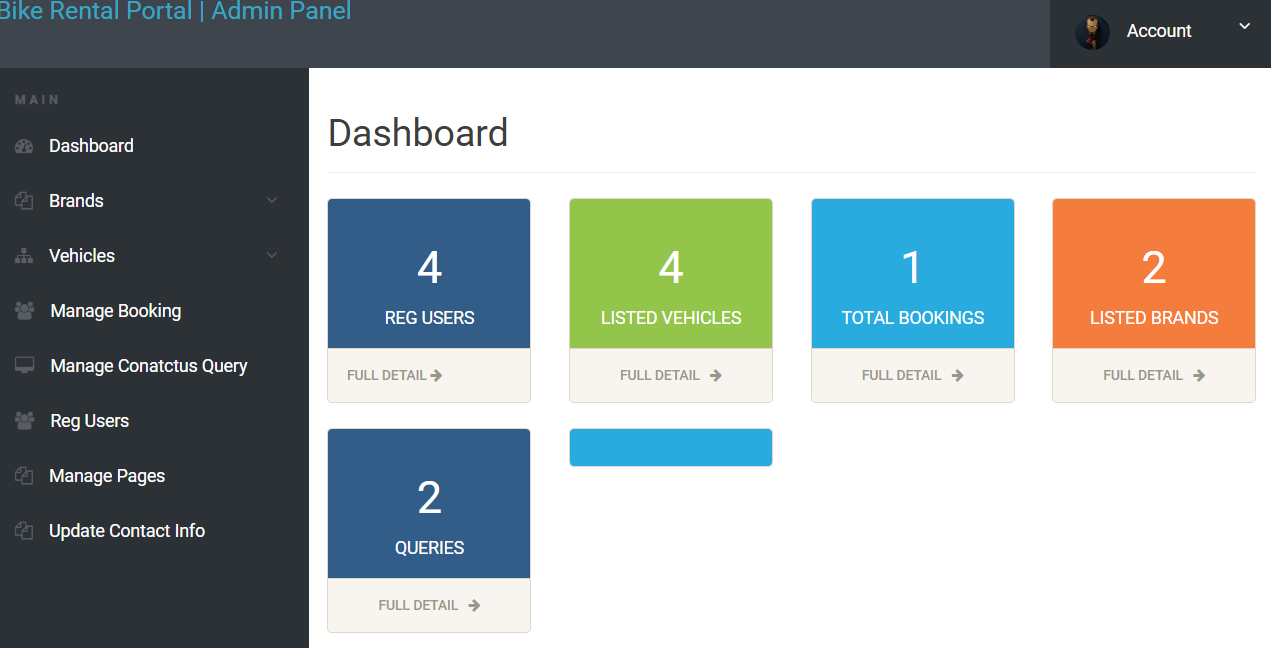 Bike Rental Portal | Admin Panel
Account
MAIN
Dashboard
Brands
Vehicles
Manage Booking
Manage Conatctus Query
Reg Users
Manage Pages
Update Contact Info
Dashboard
4
REG USERS
FULL DETAIL
4
LISTED VEHICLES
FULL DETAIL
1
TOTAL BOOKINGS
FULL DETAIL
2
LISTED BRANDS
FULL DETAIL
2
QUERIES
FULL DETAIL